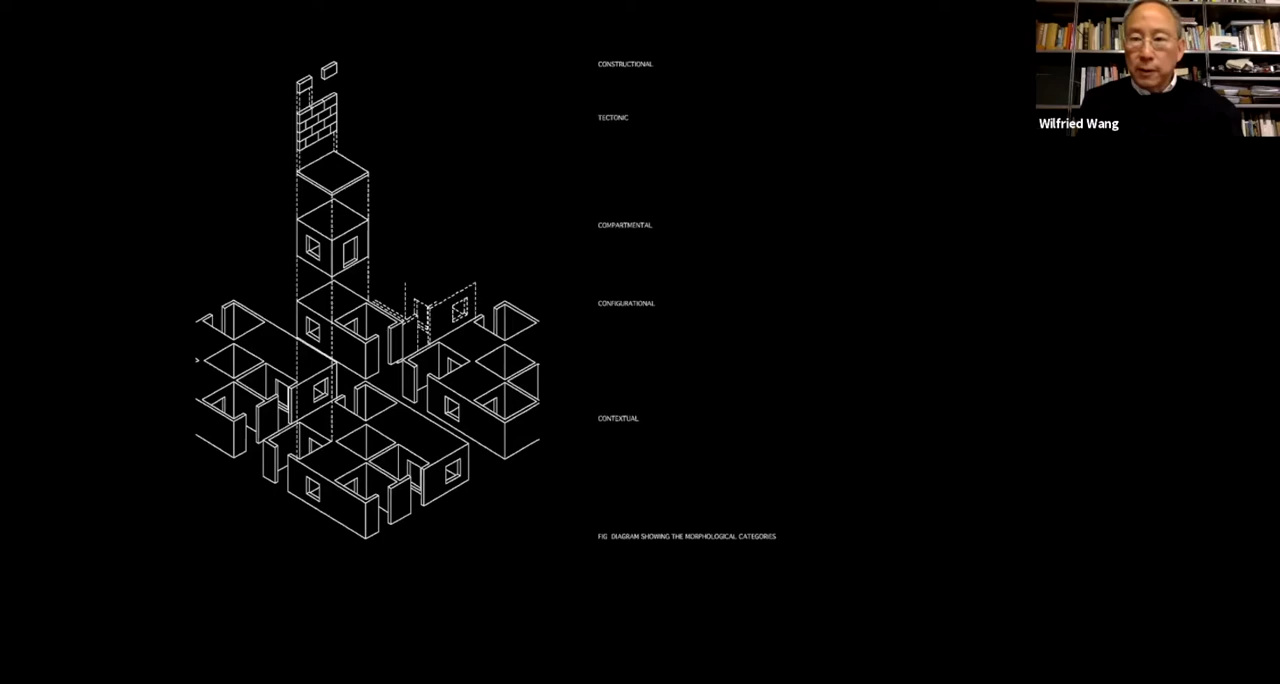 CONSTRUCTIONAL
TECTONIC
COMPARTMENTAL
CONFIGURATIONAL
CONTEXTUAL
FIG DIAGRAM SHOWING THE MORPHOLOGICAL CATEGORIES
Wilfried Wang